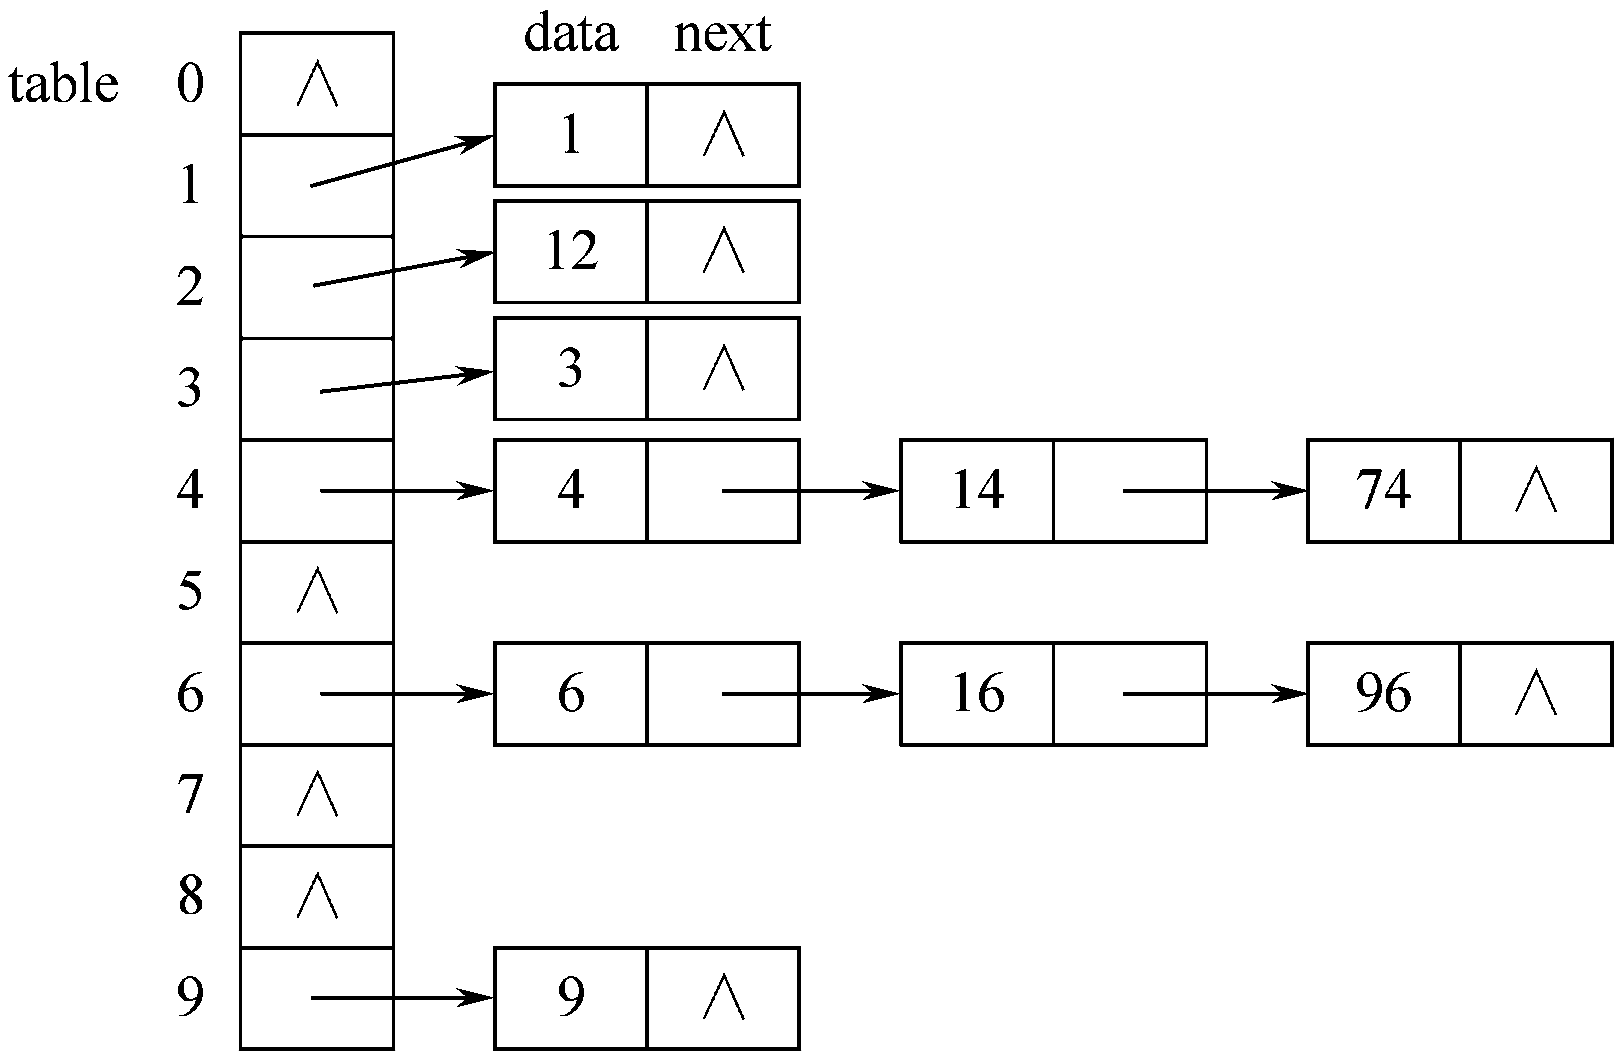 data next
table 0 ∧
1 1 ∧
2 12 ∧
3 3 ∧
4 4 14 74 ∧
5 ∧
6 6 16 96 ∧
7 ∧
8 ∧
9 9 ∧